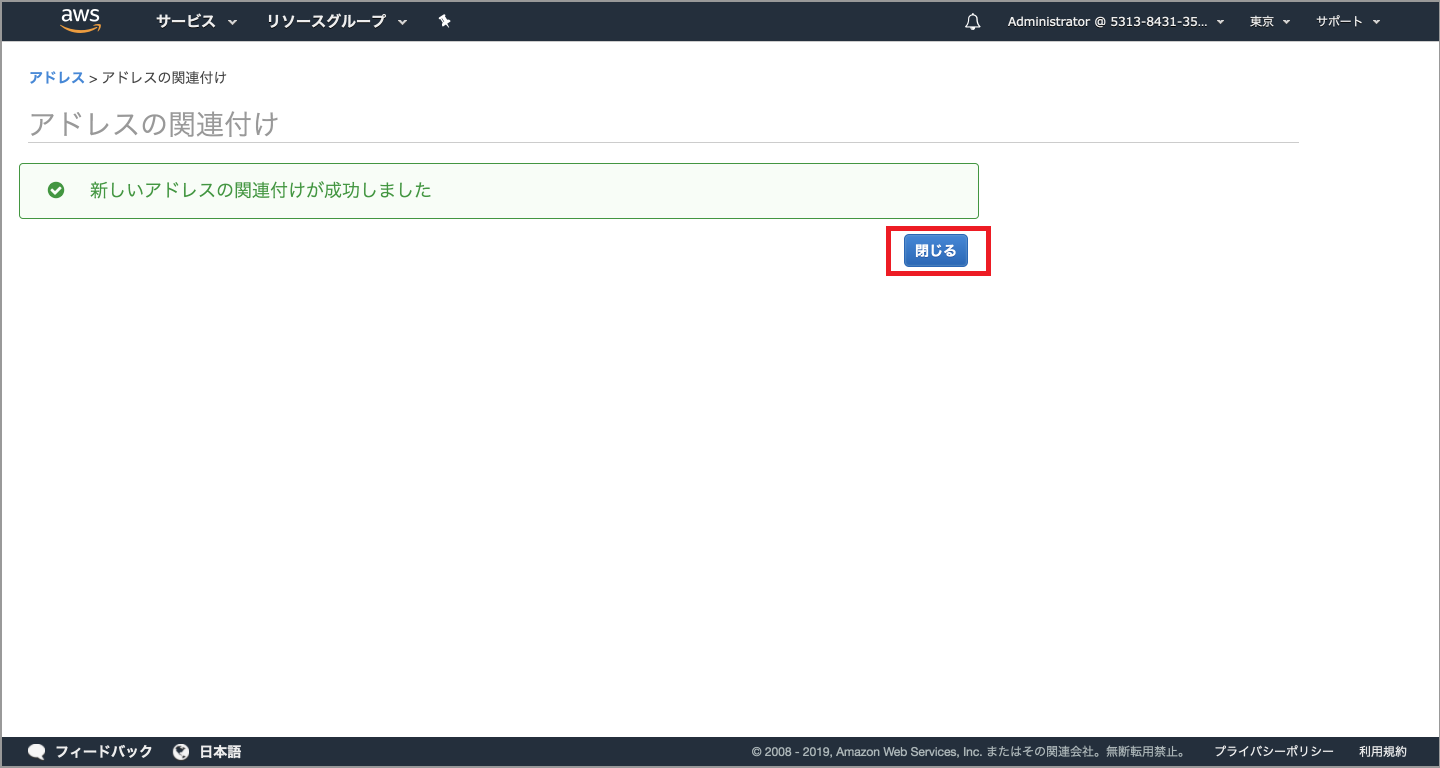 aws サービス リソースグループ Administrator @ 5313-8431-35... 東京 サポート
アドレス > アドレスの関連付け
アドレスの関連付け
新しいアドレスの関連付けが成功しました
閉じる
フィードバック 日本語 © 2008 - 2019, Amazon Web Services, Inc. またはその関連会社。無断転用禁止。 プライバシーポリシー 利用規約